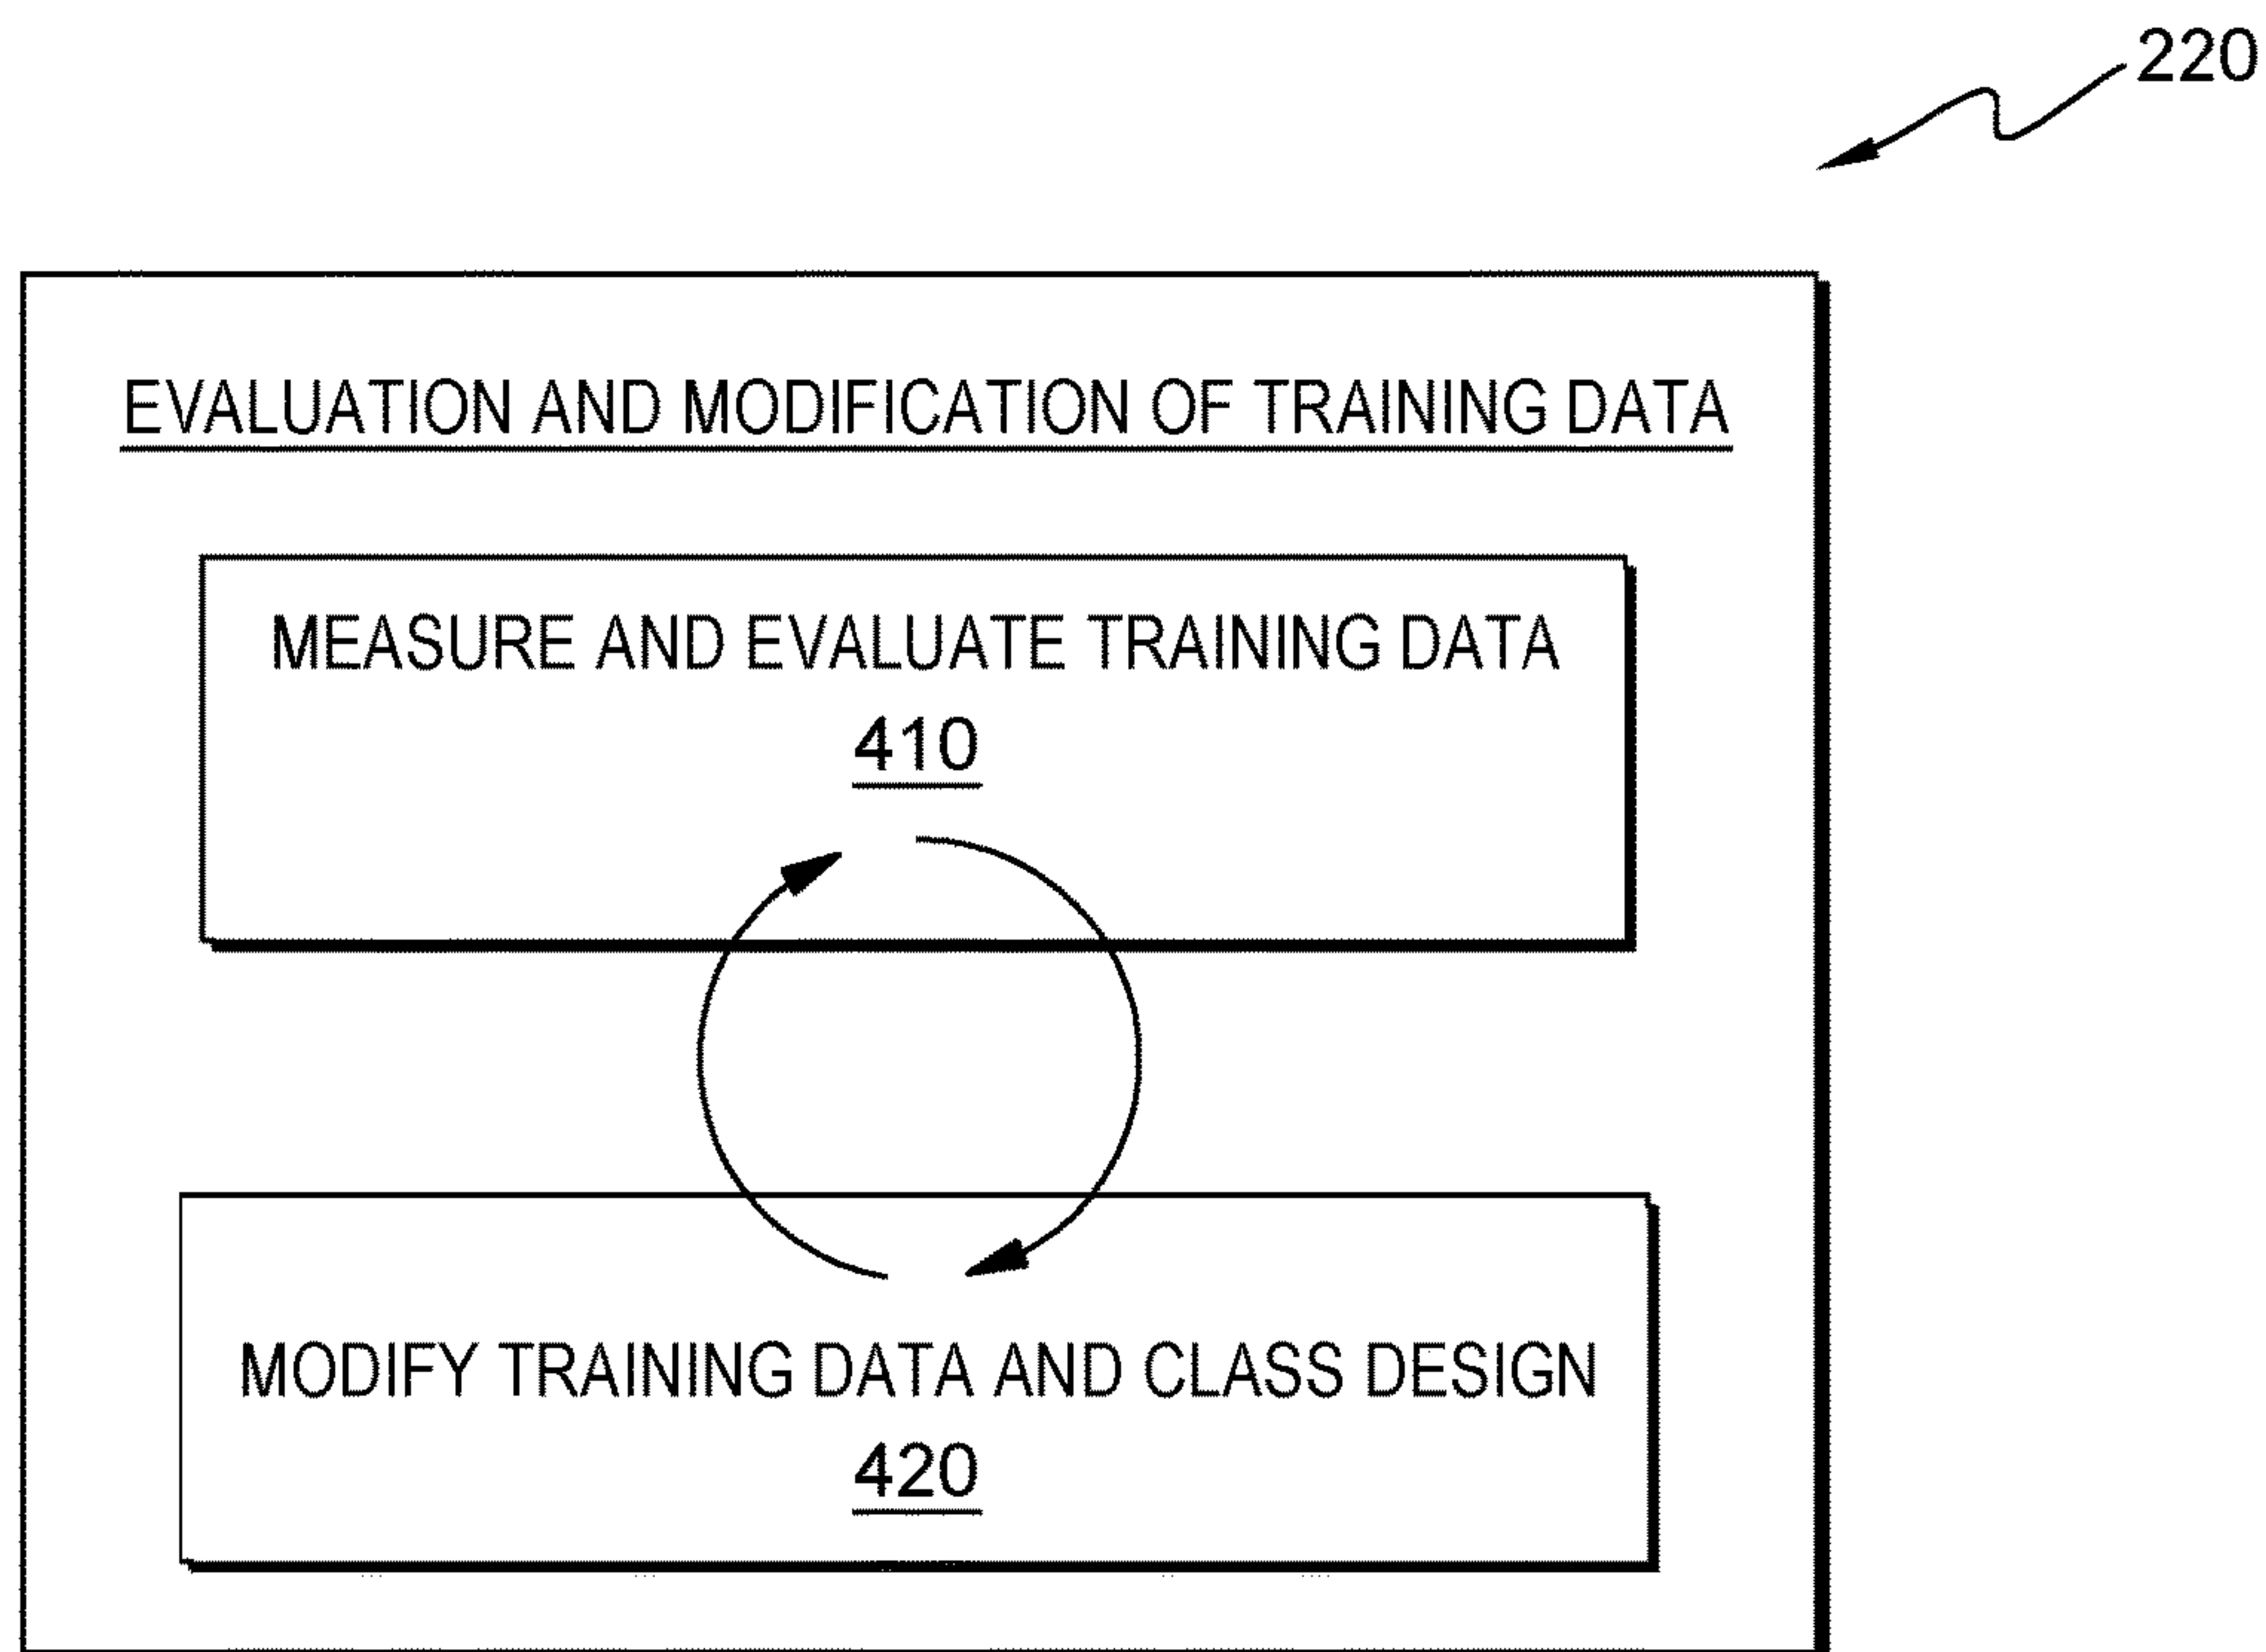 220
EVALUATION AND MODIFICATION OF TRAINING DATA
MEASURE AND EVALUATE TRAINING DATA
410
MODIFY TRAINING DATA AND CLASS DESIGN
420